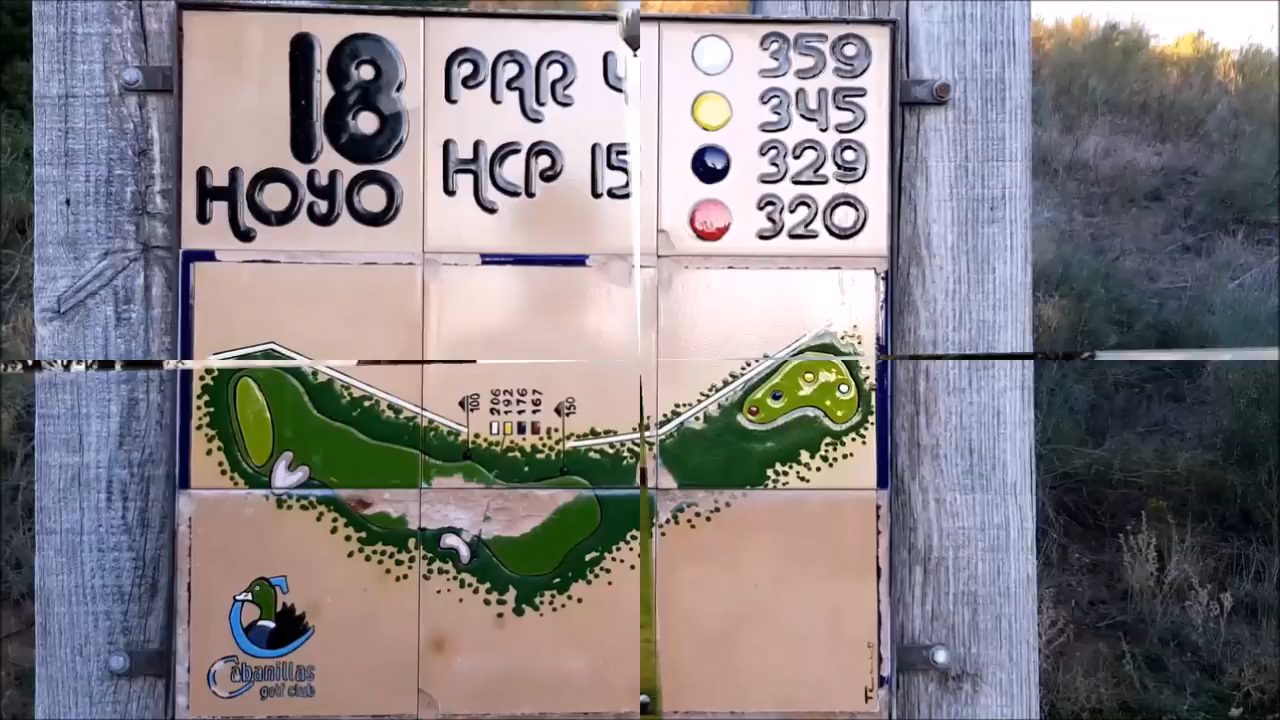 18
HOYO
PAR 4
HCP 15
359
345
329
320
100
206
192
176
167
150
Cabanillas
golf club